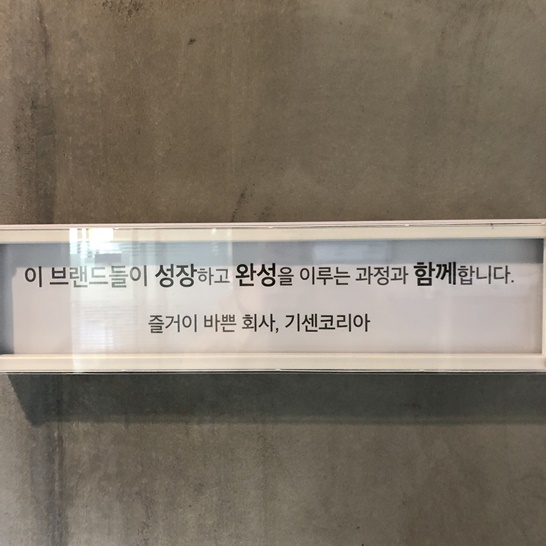 이 브랜드들이 성장하고 완성을 이루는 과정과 함께합니다.
즐거이 바쁜 회사, 기센코리아